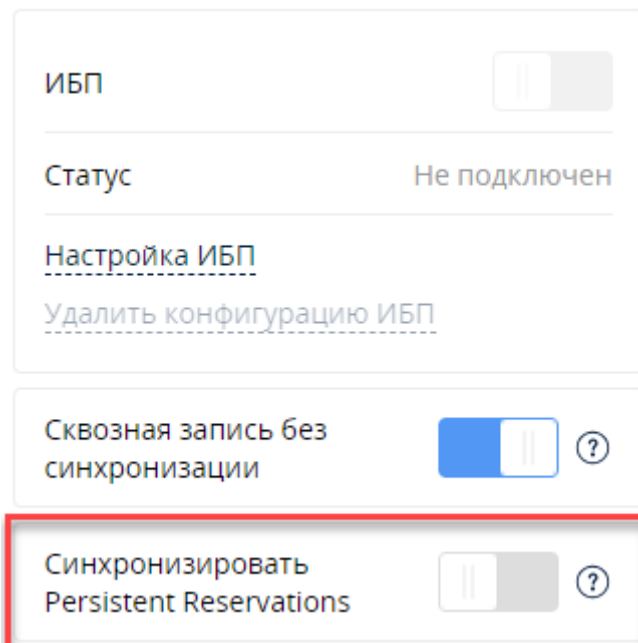 ИБП
Статус
Не подключен
Настройка ИБП
Удалить конфигурацию ИБП
Сквозная запись без
синхронизации
?
Синхронизировать
Persistent Reservations
?